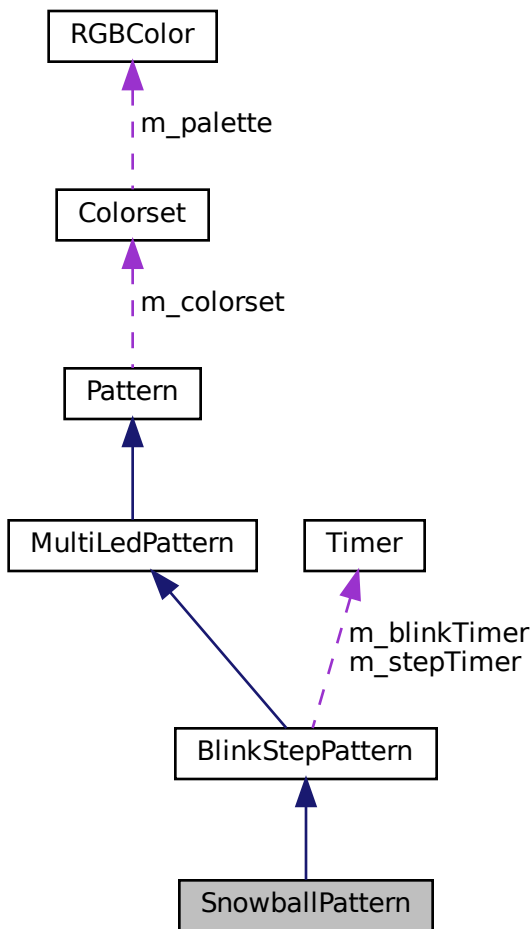 RGBColor
m_palette
Colorset
m_colorset
Pattern
MultiLedPattern
Timer
m_blinkTimer
m_stepTimer
BlinkStepPattern
SnowballPattern